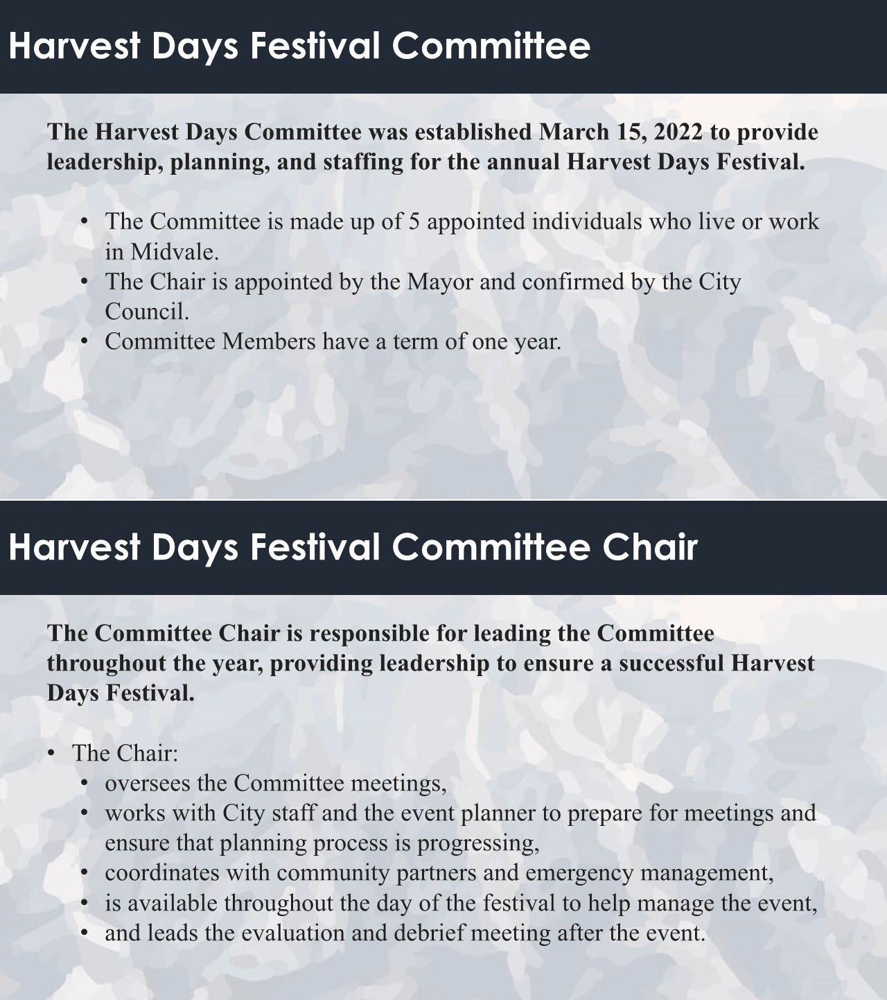 Harvest Days Festival Committee
The Harvest Days Committee was established March 15, 2022 to provide
leadership, planning, and staffing for the annual Harvest Days Festival.
• The Committee is made up of 5 appointed individuals who live or work
in Midvale.
• The Chair is appointed by the Mayor and confirmed by the City
Council.
• Committee Members have a term of one year.
Harvest Days Festival Committee Chair
The Committee Chair is responsible for leading the Committee
throughout the year, providing leadership to ensure a successful Harvest
Days Festival.
• The Chair:
• oversees the Committee meetings,
• works with City staff and the event planner to prepare for meetings and
ensure that planning process is progressing,
• coordinates with community partners and emergency management,
• is available throughout the day of the festival to help manage the event,
• and leads the evaluation and debrief meeting after the event.